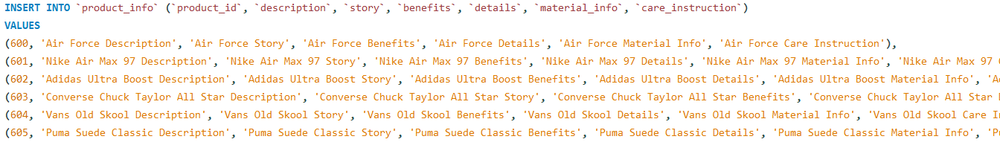 INSERT INTO `product_info` (`product_id`, `description`, `story`, `benefits`, `details`, `material_info`, `care_instruction`)
VALUES
(600, 'Air Force Description', 'Air Force Story', 'Air Force Benefits', 'Air Force Details', 'Air Force Material Info', 'Air Force Care Instruction'),
(601, 'Nike Air Max 97 Description', 'Nike Air Max 97 Story', 'Nike Air Max 97 Benefits', 'Nike Air Max 97 Details', 'Nike Air Max 97 Material Info', 'Nike Air Max 97
(602, 'Adidas Ultra Boost Description', 'Adidas Ultra Boost Story', 'Adidas Ultra Boost Benefits', 'Adidas Ultra Boost Details', 'Adidas Ultra Boost Material Info',
(603, 'Converse Chuck Taylor All Star Description', 'Converse Chuck Taylor All Star Story', 'Converse Chuck Taylor All Star Benefits', 'Converse Chuck Taylor All Star
(604, 'Vans Old Skool Description', 'Vans Old Skool Story', 'Vans Old Skool Benefits', 'Vans Old Skool Details', 'Vans Old Skool Material Info', 'Vans Old Skool Care
(605, 'Puma Suede Classic Description', 'Puma Suede Classic Story', 'Puma Suede Classic Benefits', 'Puma Suede Classic Details', 'Puma Suede Classic Material Info',